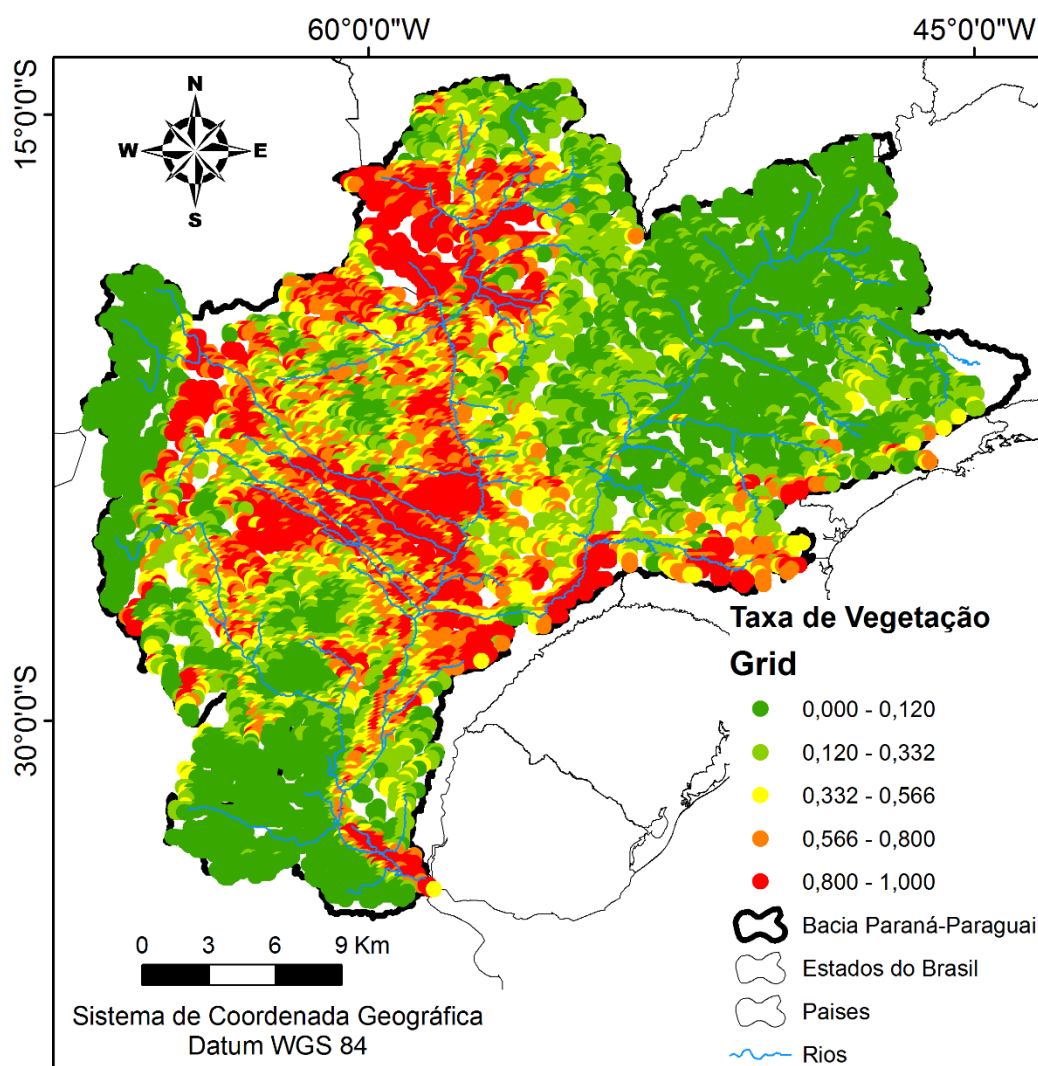 60°0'0"W
45°0'0"W
15°0'0"S
N
W
E
S
30°0'0"S
Taxa de Vegetação
Grid
0,000 - 0,120
0,120 - 0,332
0,332 - 0,566
0,566 - 0,800
0,800 - 1,000
Bacia Paraná-Paraguai
Estados do Brasil
Paises
Rios
0 3 6 9 Km
Sistema de Coordenada Geográfica
Datum WGS 84